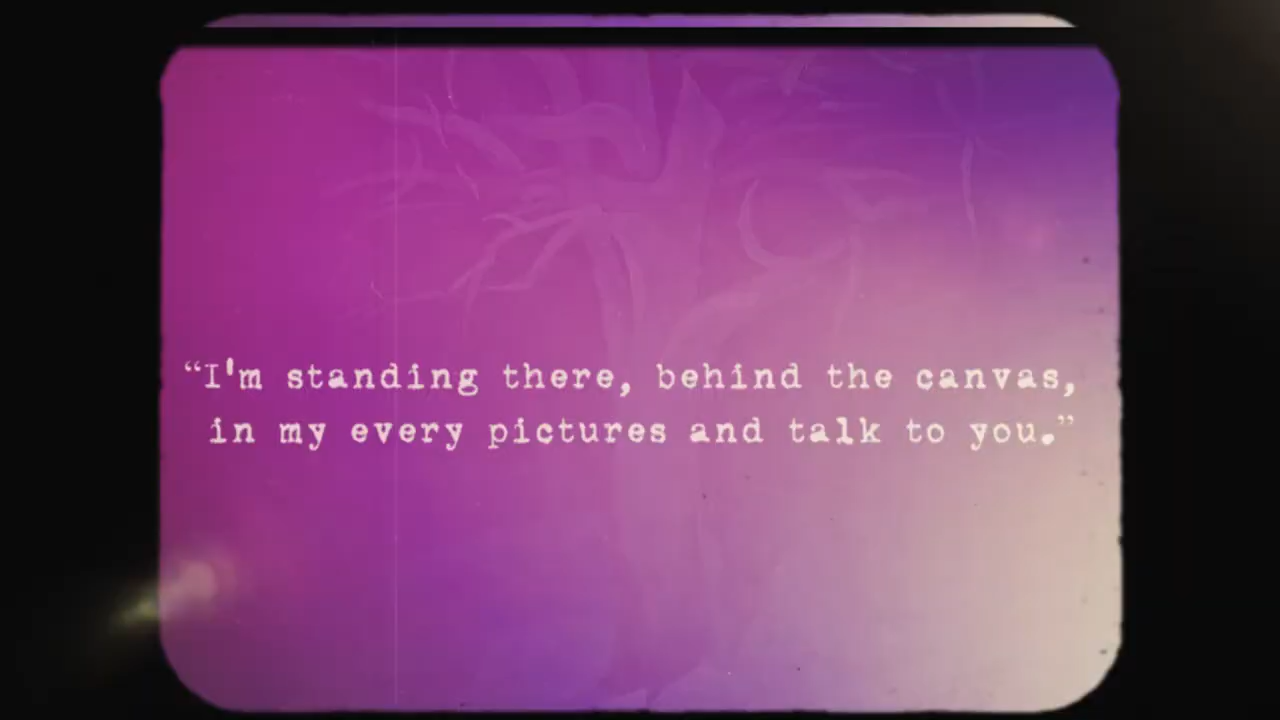 “I'm standing there, behind the canvas,
in my every pictures and talk to you.”